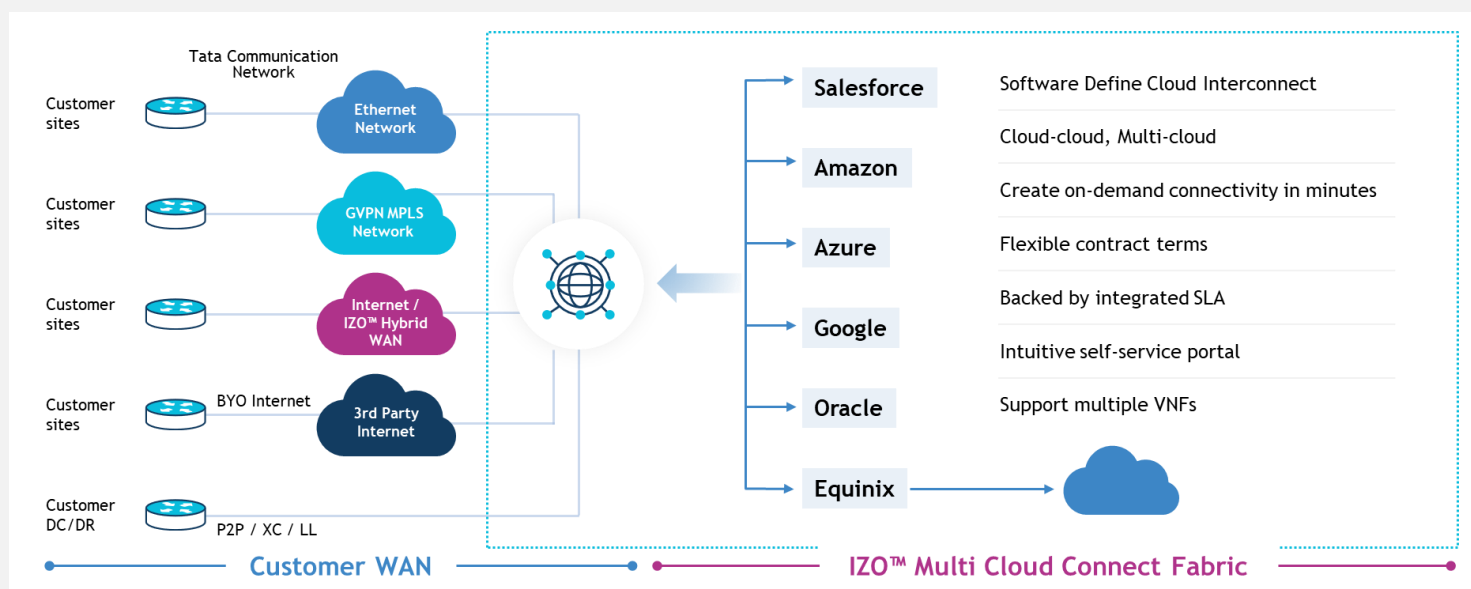 Tata Communication
Network
Customer
sites
Ethernet
Network
Customer
sites
GVPN MPLS
Network
Customer
sites
Internet /
IZO™ Hybrid
WAN
Customer
sites
BYO Internet
3rd Party
Internet
Customer
DC/DR
P2P / XC / LL
Salesforce
Amazon
Azure
Google
Oracle
Equinix
Software Define Cloud Interconnect
Cloud-cloud, Multi-cloud
Create on-demand connectivity in minutes
Flexible contract terms
Backed by integrated SLA
Intuitive self-service portal
Support multiple VNFs
Customer WAN
IZO™ Multi Cloud Connect Fabric